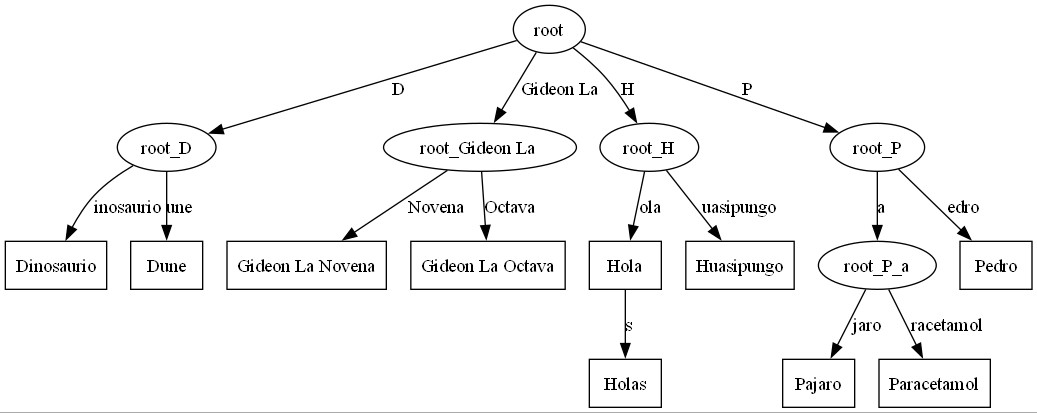 root
D
Gideon La
H
P
root_D
root_Gideon La
root_H
root_P
inosaurio
une
Novena
Octava
ola
uasipungo
a
edro
Dinosaurio
Dune
Gideon La Novena
Gideon La Octava
Hola
Huasipungo
root_P_a
Pedro
s
jaro
racetamol
Holas
Pajaro
Paracetamol